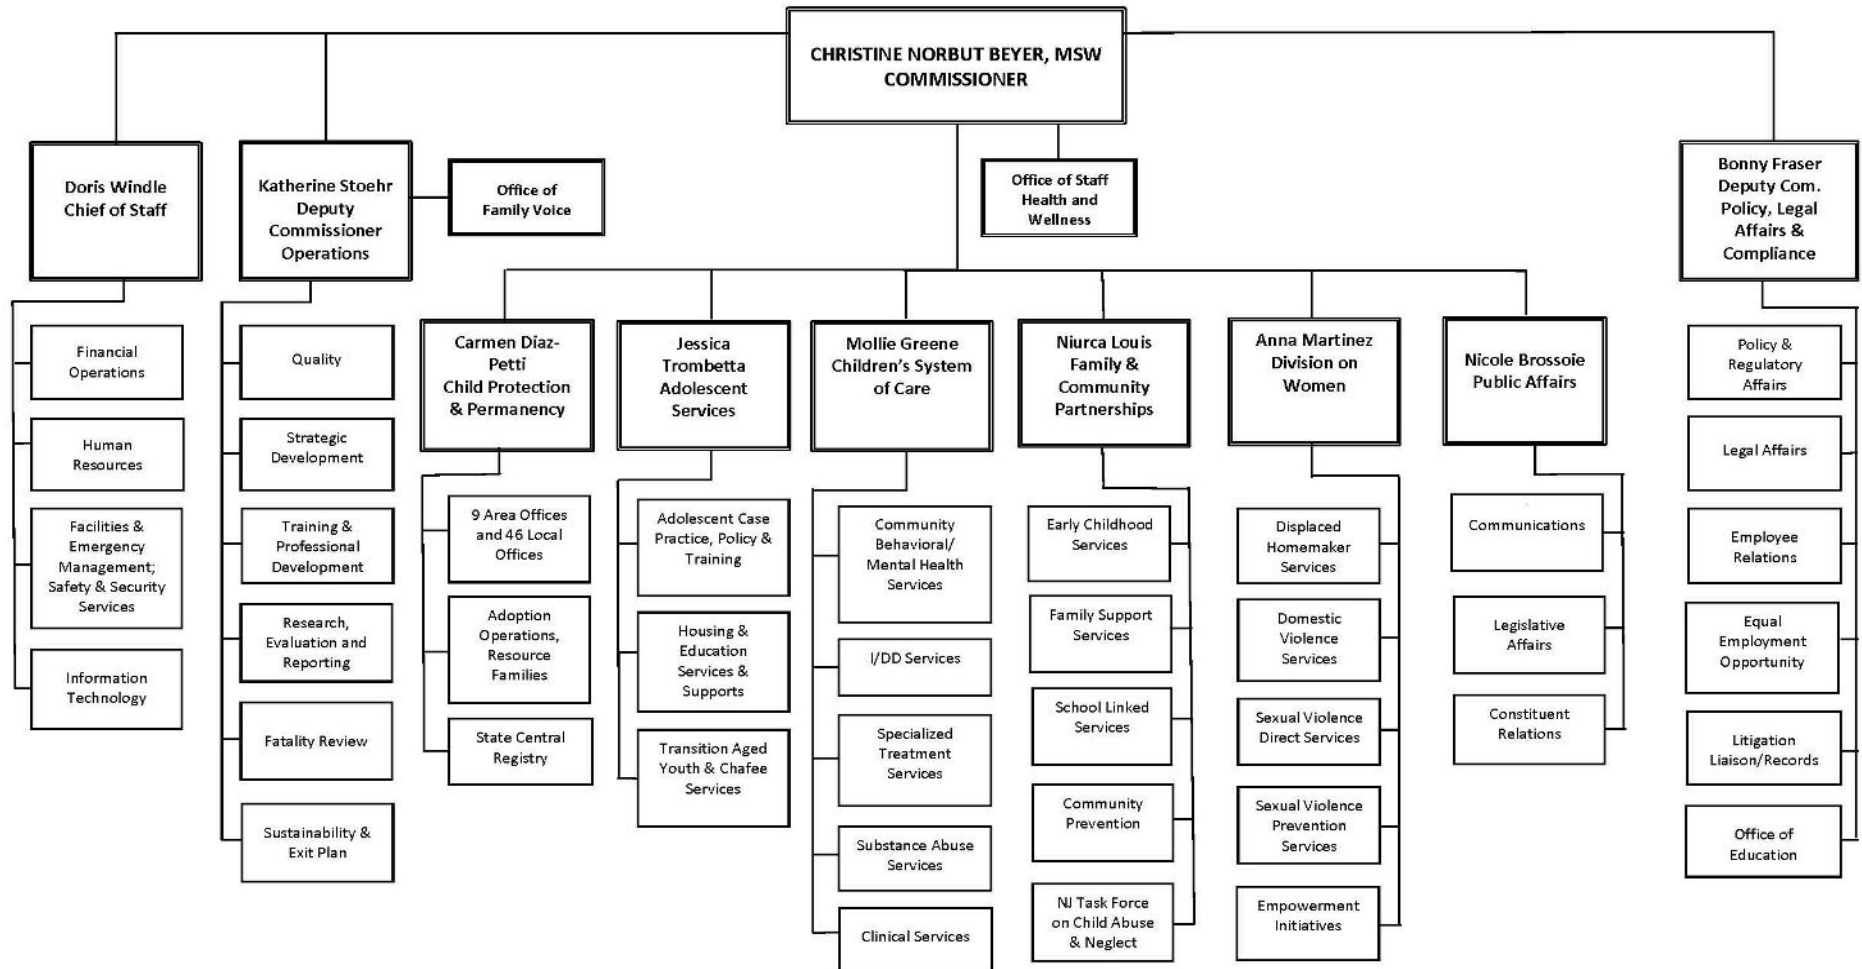 CHRISTINE NORBUT BEYER, MSW
COMMISSIONER
Doris Windle
Chief of Staff
Katherine Stoehr
Deputy
Commissioner
Operations
Office of
Family Voice
Office of Staff
Health and
Wellness
Bonny Fraser
Deputy Com.
Policy, Legal
Affairs &
Compliance
Financial
Operations
Human
Resources
Facilities &
Emergency
Management;
Safety & Security
Services
Information
Technology
Quality
Strategic
Development
Training &
Professional
Development
Research,
Evaluation and
Reporting
Fatality Review
Sustainability &
Exit Plan
Carmen Diaz-
Petti
Child Protection
& Permanency
9 Area Offices
and 46 Local
Offices
Adoption
Operations,
Resource
Families
State Central
Registry
Jessica
Trombetta
Adolescent
Services
Adolescent Case
Practice, Policy &
Training
Housing &
Education
Services &
Supports
Transition Aged
Youth & Chafee
Services
Mollie Greene
Children's System
of Care
Community
Behavioral/
Mental Health
Services
I/DD Services
Specialized
Treatment
Services
Substance Abuse
Services
Clinical Services
Niurca Louis
Family &
Community
Partnerships
Early Childhood
Services
Family Support
Services
School Linked
Services
Community
Prevention
NJ Task Force
on Child Abuse
& Neglect
Anna Martinez
Division on
Women
Displaced
Homemaker
Services
Domestic
Violence
Services
Sexual Violence
Direct Services
Sexual Violence
Prevention
Services
Empowerment
Initiatives
Nicole Brossoie
Public Affairs
Communications
Legislative
Affairs
Constituent
Relations
Policy &
Regulatory
Affairs
Legal Affairs
Employee
Relations
Equal
Employment
Opportunity
Litigation
Liaison/Records
Office of
Education